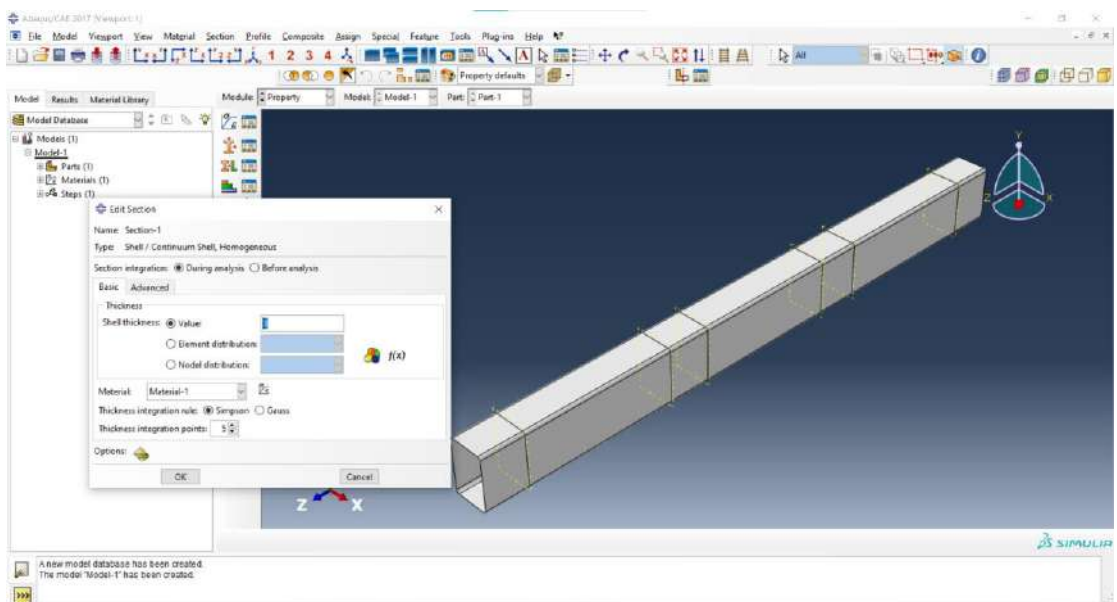 Abaqus/CAE 2017 [Viewport: 1]
File Model Viewport View Material Section Profile Composite Assign Special Feature Tools Plug-ins Help
1 2 3 4 A All
Property defaults
Model Results Material Library Module: Property Model: Model-1 Part: Part-1
Model Database
Models (1)
Model-1
Parts (1)
Materials (1)
Steps (1)
Edit Section
Name: Section-1
Type: Shell / Continuum Shell, Homogeneous
Section integration: During analysis Before analysis
Basic Advanced
Thickness
Shell thickness: Value:
Element distribution:
f(x)
Nodal distribution:
Material: Material-1
Thickness integration rule: Simpson Gauss
Thickness integration points: 5
Options:
OK Cancel
Y
Z X
Z X
SIMULIA
A new model database has been created.
The model "Model-1" has been created.
>>>